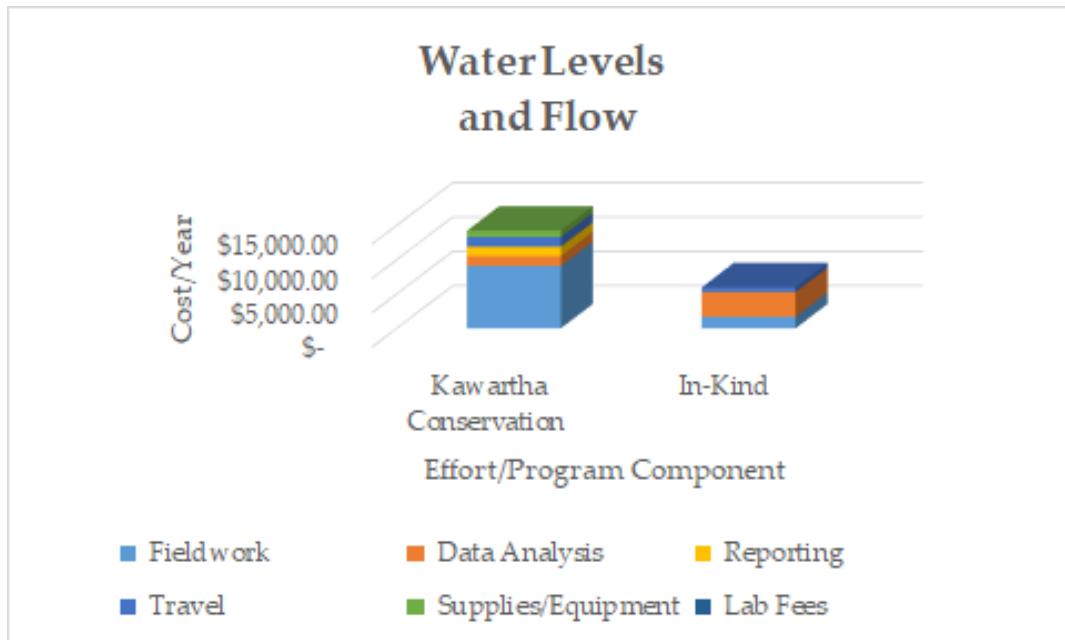 Water Levels
and Flow
Cost/Year
$15,000.00
$10,000.00
$5,000.00
$-
Kawartha
Conservation
In-Kind
Effort/Program Component
Fieldwork Data Analysis Reporting
Travel Supplies/Equipment Lab Fees